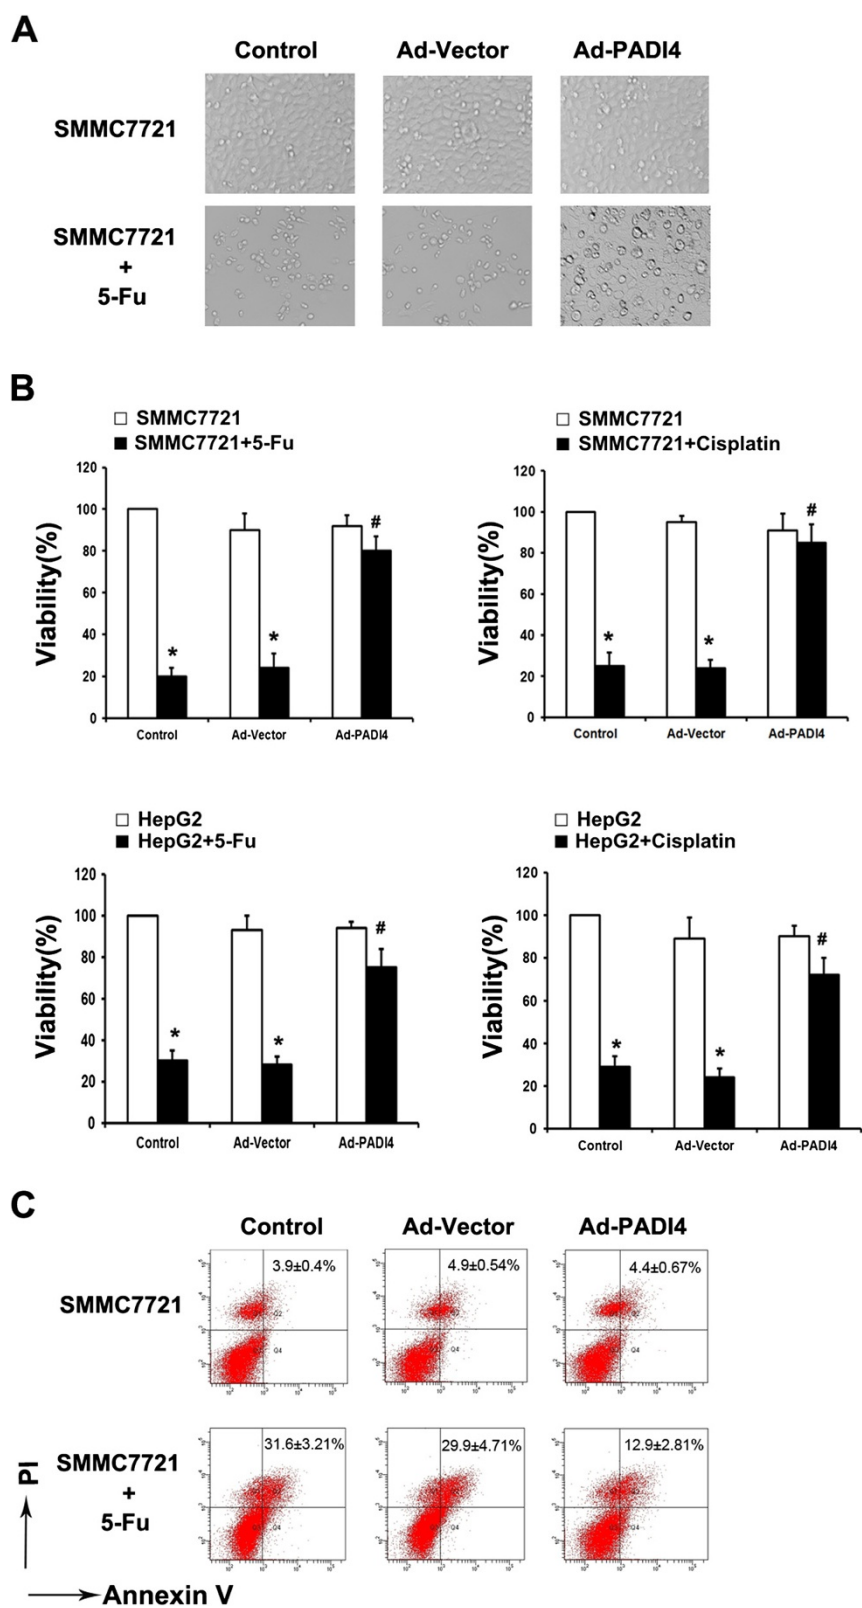 A
Control Ad-Vector Ad-PADI4
SMMC7721
SMMC7721
+
5-Fu
B
SMMC7721
SMMC7721+5-Fu
120
100
80
60
40
20
0
Viability(%)
*
*
#
Control Ad-Vector Ad-PADI4
SMMC7721
SMMC7721+Cisplatin
120
100
80
60
40
20
0
Viability(%)
*
*
#
Control Ad-Vector Ad-PADI4
HepG2
HepG2+5-Fu
120
100
80
60
40
20
0
Viability(%)
*
*
#
Control Ad-Vector Ad-PADI4
HepG2
HepG2+Cisplatin
120
100
80
60
40
20
0
Viability(%)
*
*
#
Control Ad-Vector Ad-PADI4
C
Control Ad-Vector Ad-PADI4
SMMC7721
3.9±0.4% 4.9±0.54% 4.4±0.67%
SMMC7721
+
5-Fu
31.6±3.21% 29.9±4.71% 12.9±2.81%
PI
Annexin V